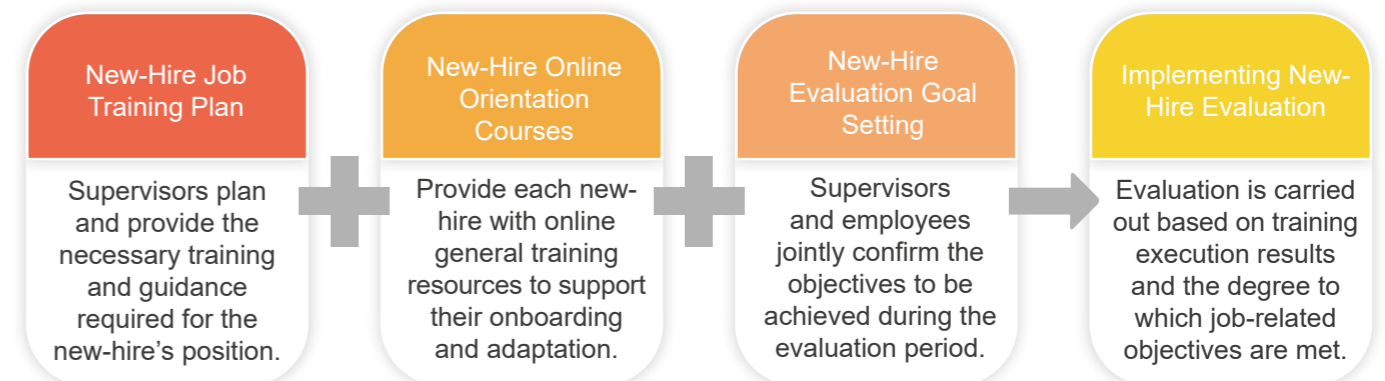 New-Hire Job
Training Plan
Supervisors plan
and provide the
necessary training
and guidance
required for the
new-hire's position.
New-Hire Online
Orientation
Courses
Provide each new-
hire with online
general training
resources to support
their onboarding
and adaptation.
New-Hire
Evaluation Goal
Setting
Supervisors
and employees
jointly confirm the
objectives to be
achieved during the
evaluation period.
Implementing New-
Hire Evaluation
Evaluation is carried
out based on training
execution results
and the degree to
which job-related
objectives are met.